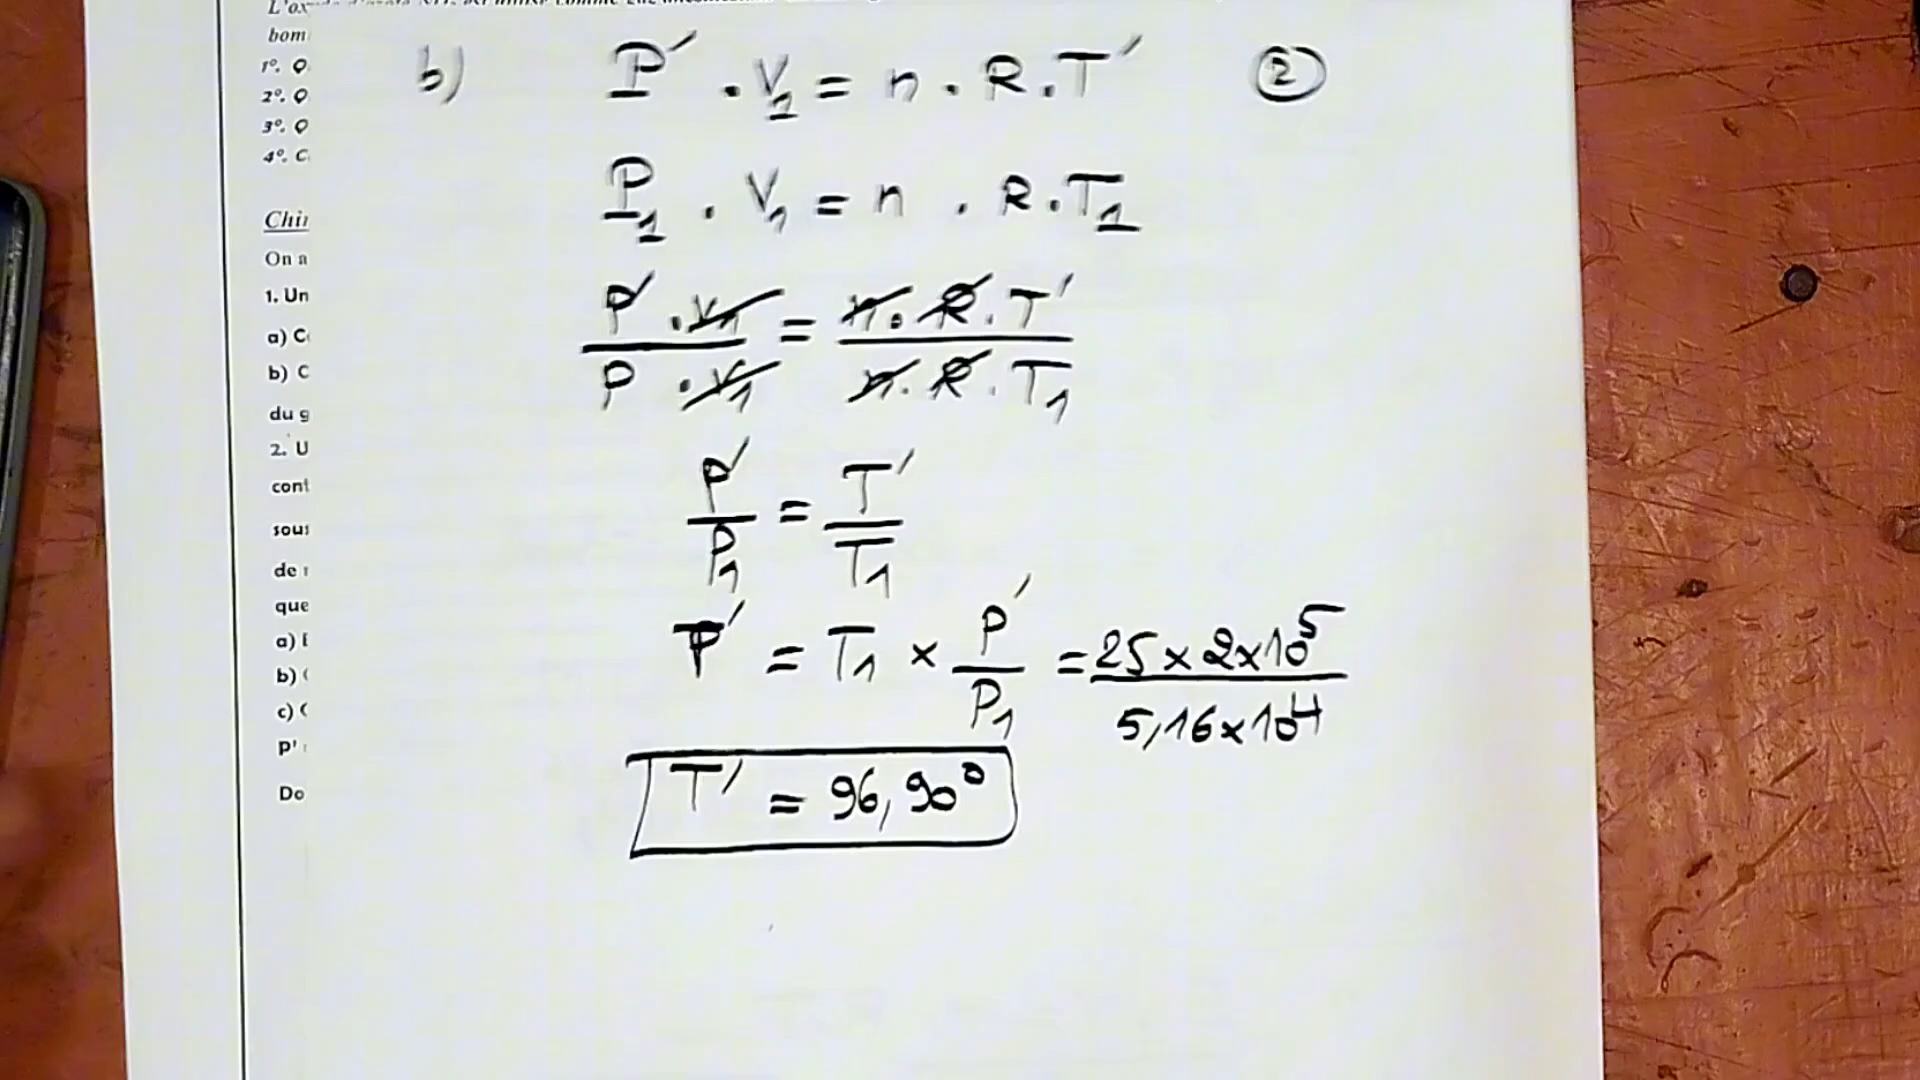 bom
1°. Q
2°. Q
3°. Q
4°. C
On a
1. Un
a) C
b) C
du g
2. U
cont
sous
de
que
a)
b)
c)
P'
Do
b) P' . V1 = n . R . T' ②
P1 . V1 = n . R . T1
P' . V1 / P . V1 = n . R . T' / n . R . T1
P' / P1 = T' / T1
T' = T1 × P' / P1 = 25 × 2 × 10^5 / 5,16 × 10^4
T' = 96,90°